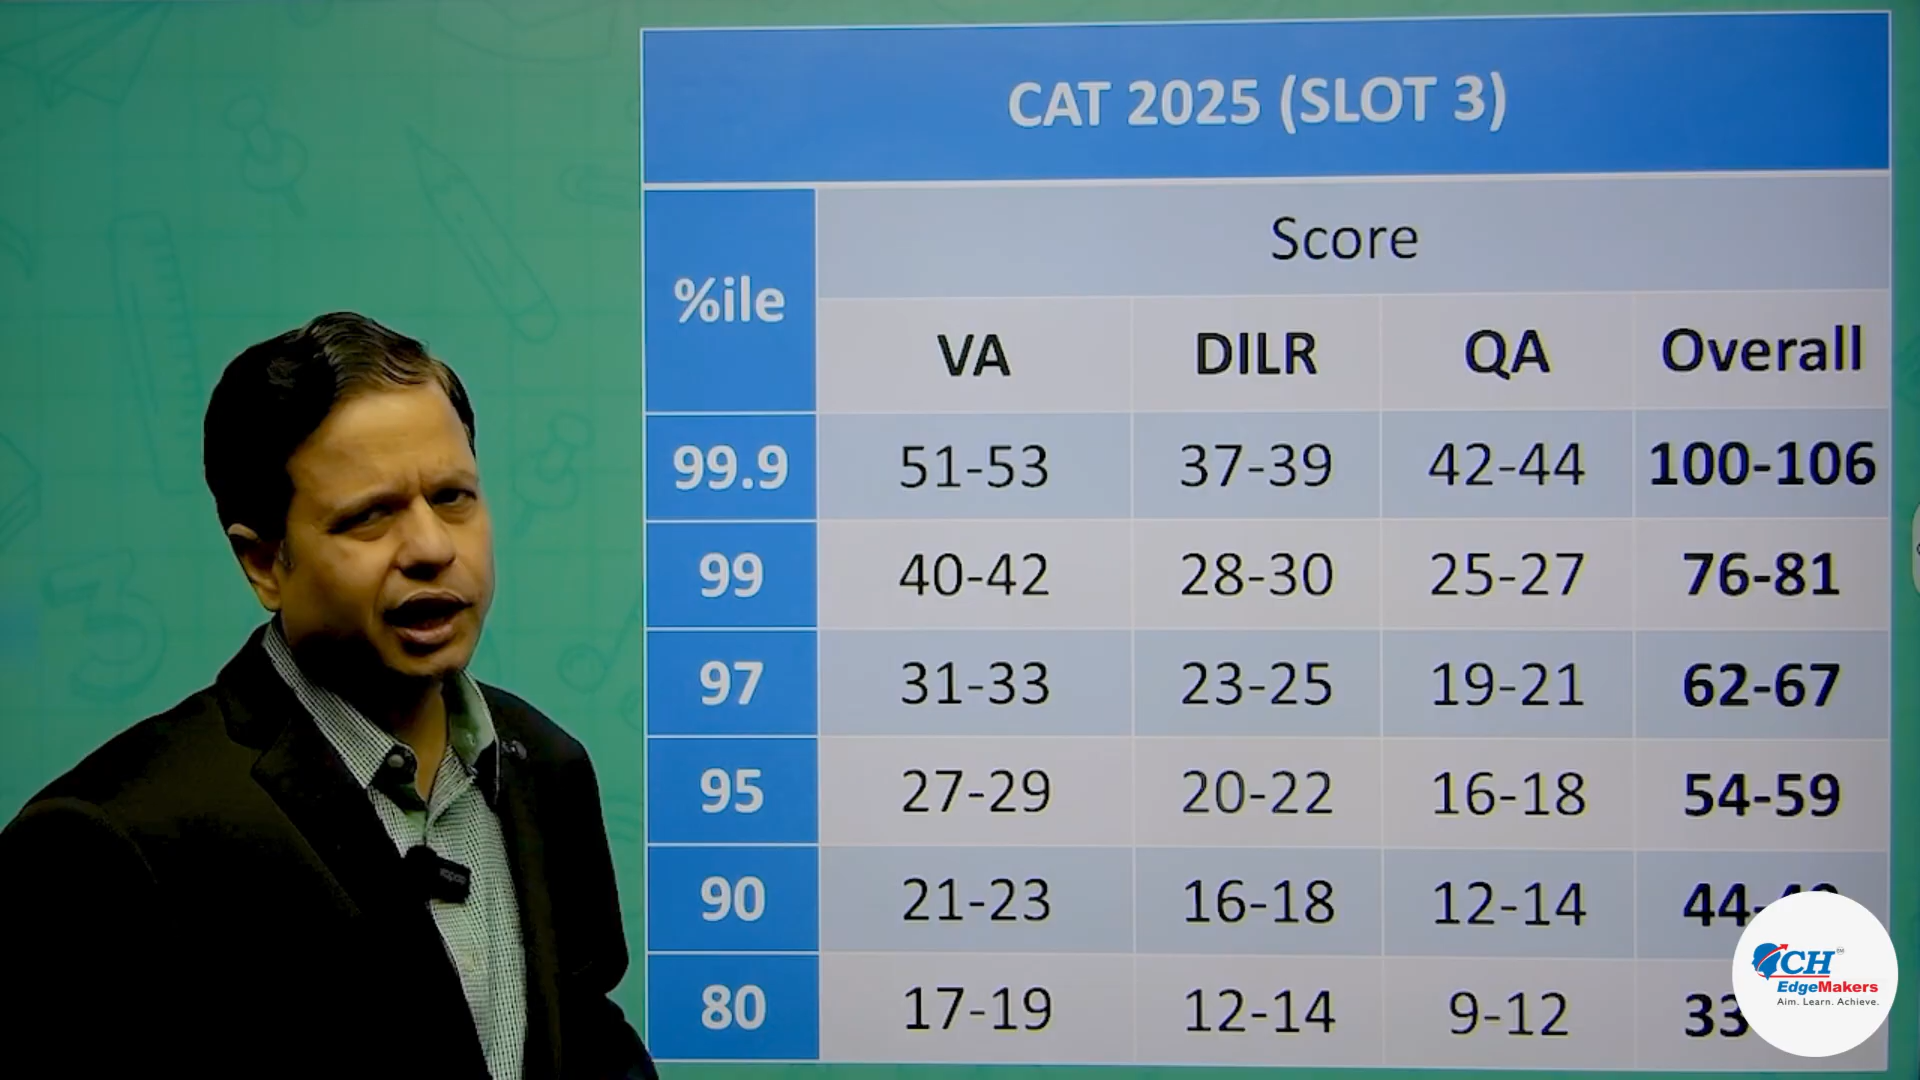 CAT 2025 (SLOT 3)
%ile Score
VA DILR QA Overall
99.9 51-53 37-39 42-44 100-106
99 40-42 28-30 25-27 76-81
97 31-33 23-25 19-21 62-67
95 27-29 20-22 16-18 54-59
90 21-23 16-18 12-14 44-
80 17-19 12-14 9-12 33
CH
EdgeMakers
Aim. Learn. Achieve.